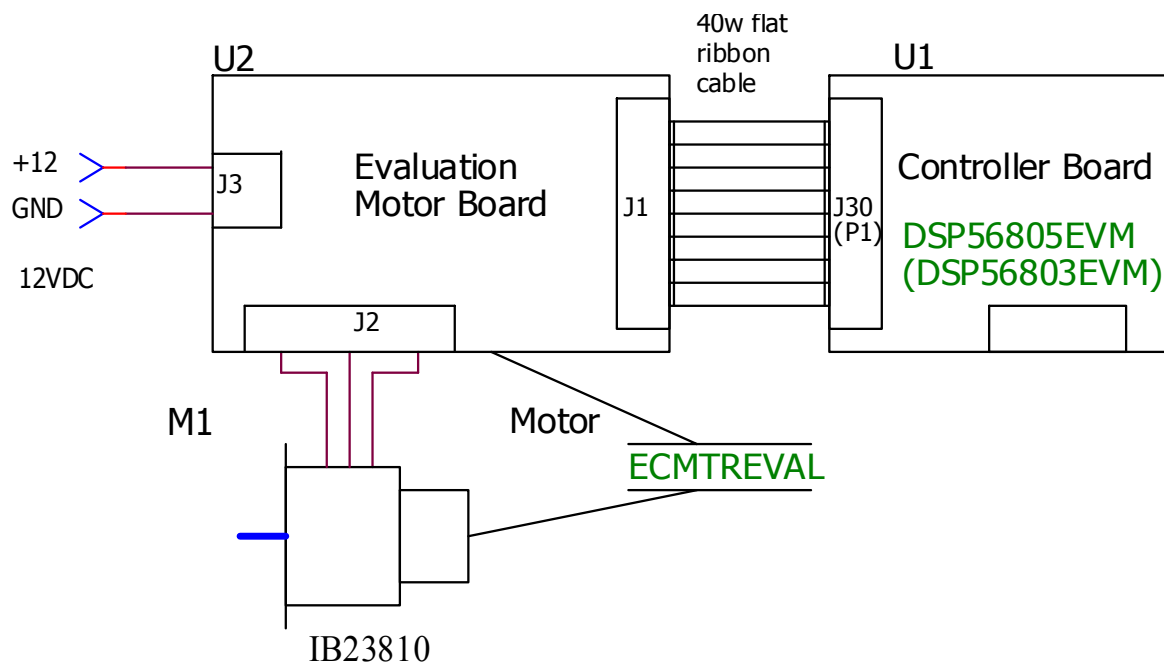 40w flat
ribbon
cable
U2
U1
+12
GND
12VDC
J3
Evaluation
Motor Board
J1
J30
(P1)
Controller Board
DSP56805EVM
(DSP56803EVM)
J2
M1
Motor
ECMTREVAL
IB23810